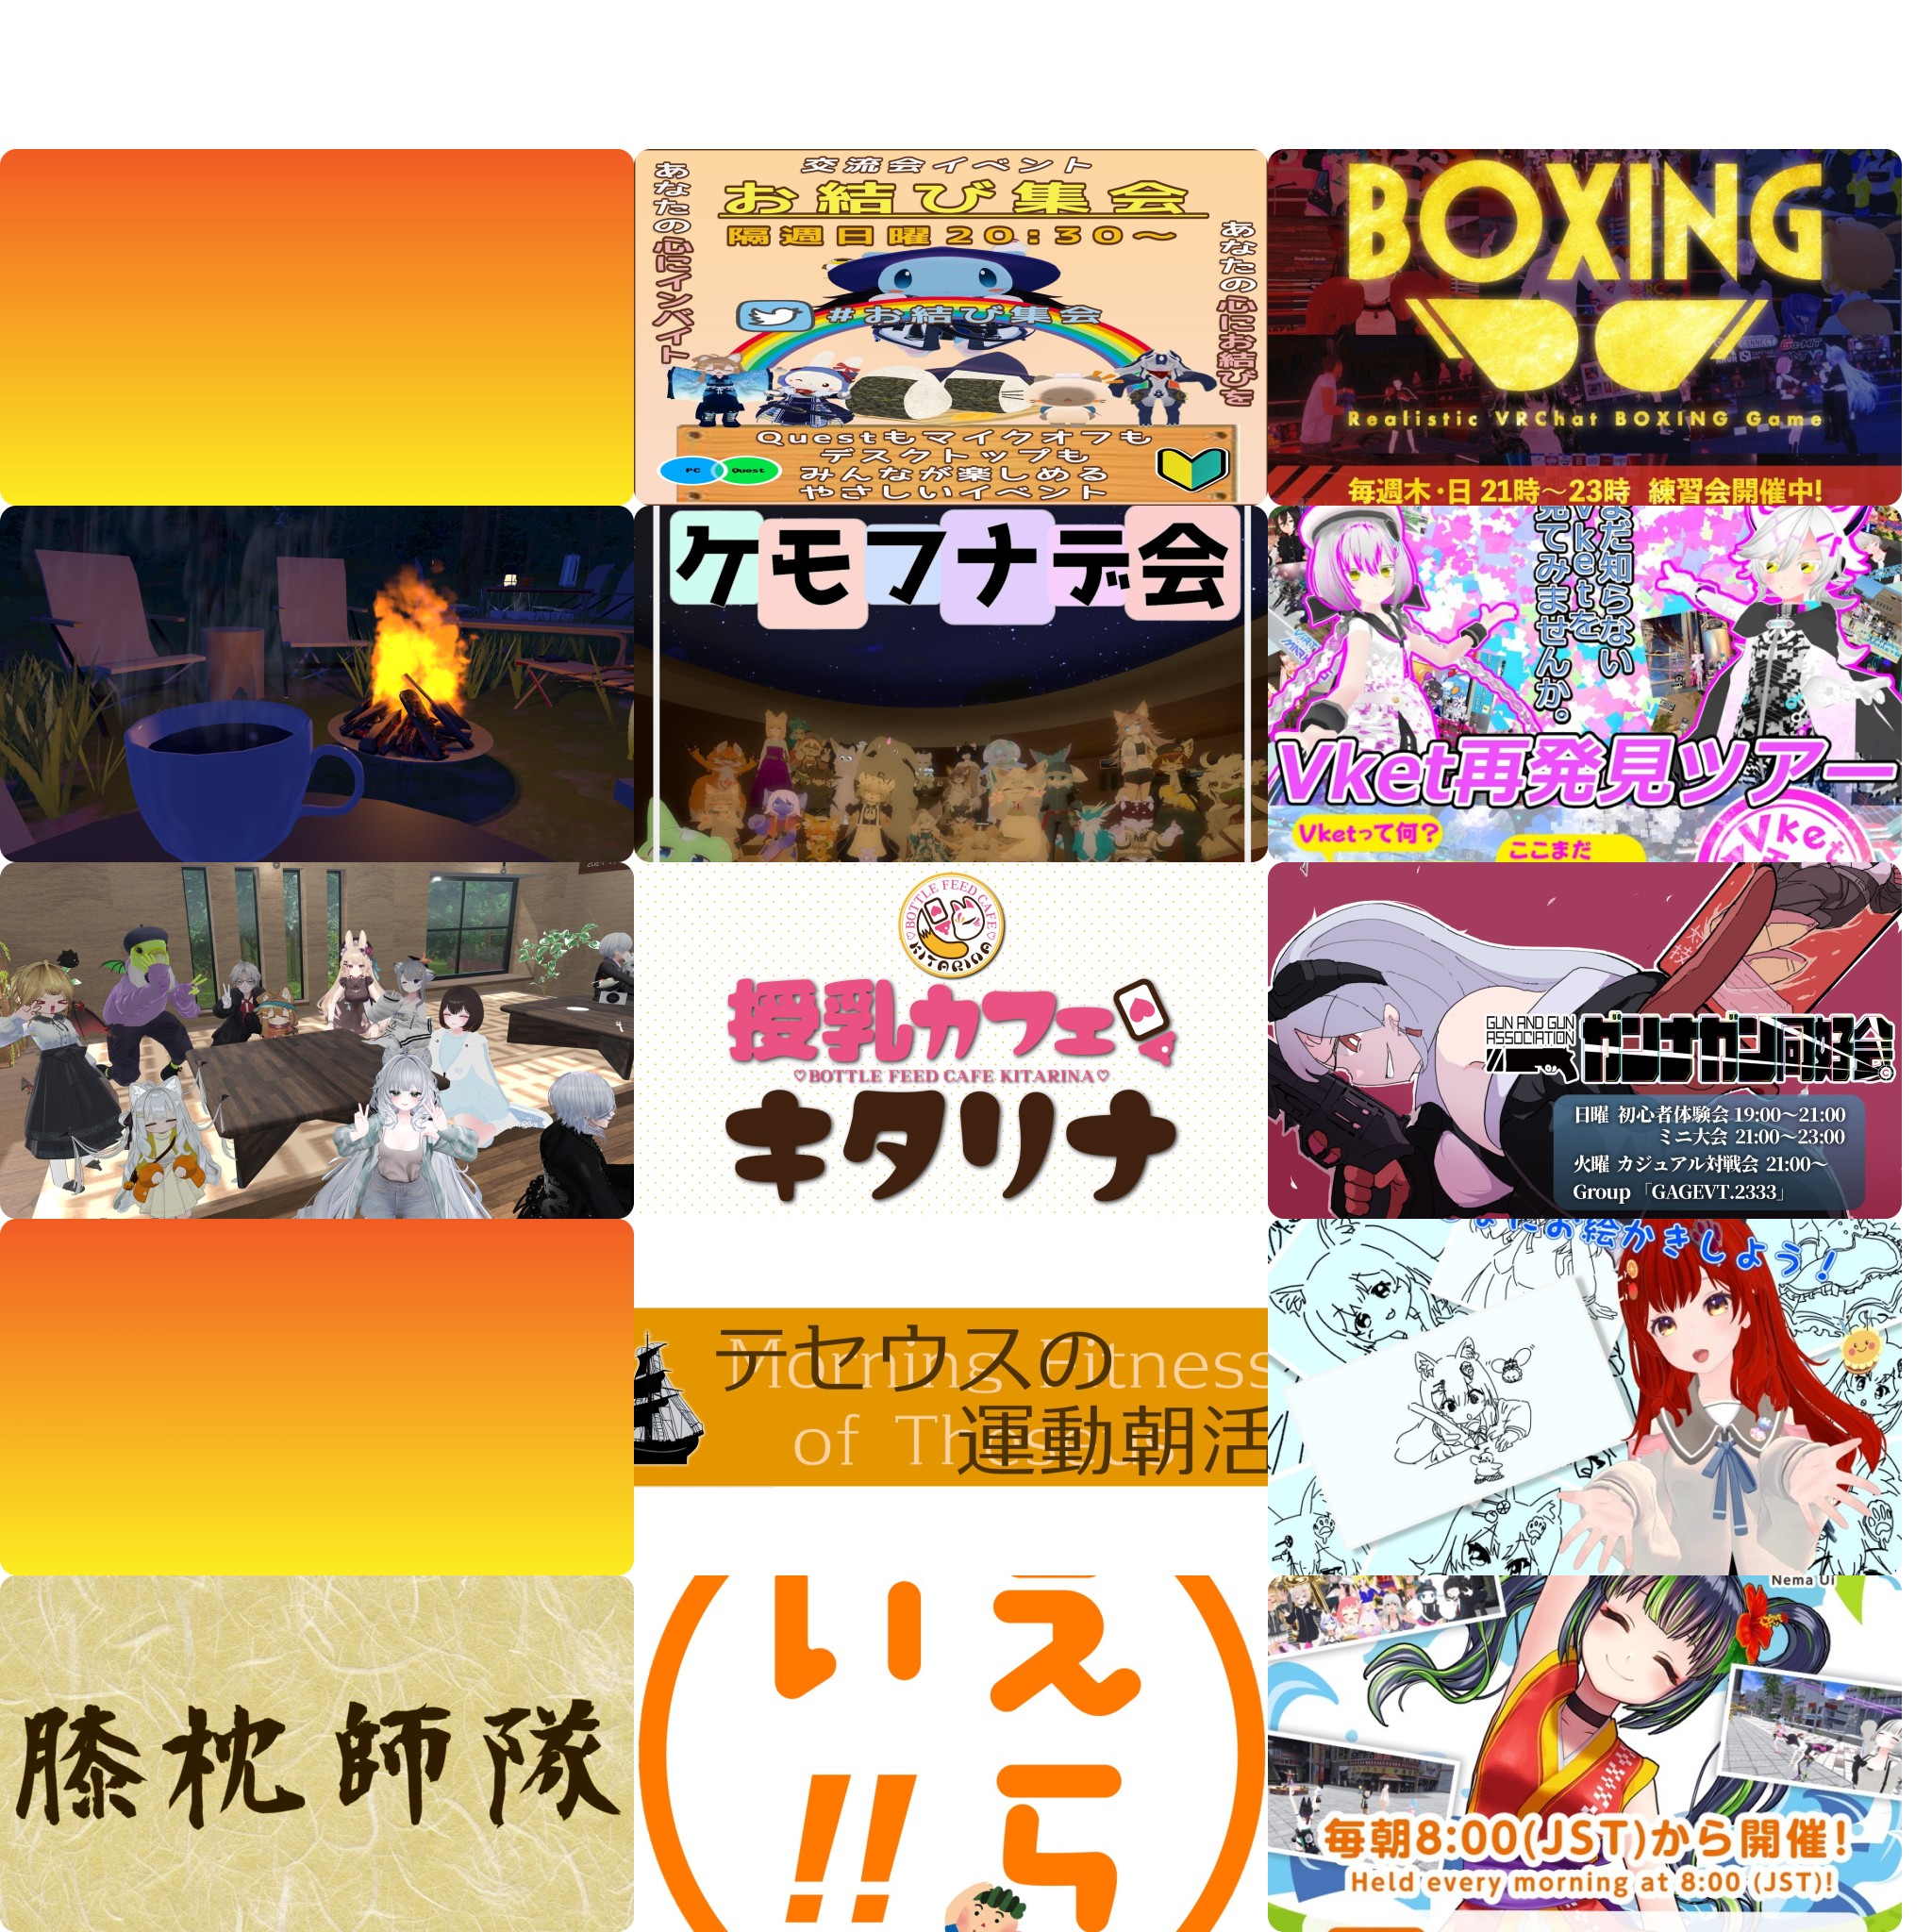 交流会イベント
お結び集会
隔週日曜20:30～
あなたの心にインバイト
あなたの心にお結びを
#お結び集会
Questもマイクオフも
デスクトップも
みんなが楽しめる
やさしいイベント
PC
Quest
BOXING
Realistic VRChat BOXING Game
毎週木・日 21時～23時 練習会開催中!
ケモフナデ会
まだ知らない
Vketを
見てみませんか。
Vket再発見ツアー
Vketって何?
ここまだ
Vket
BOTTLE FEED CAFE
KITARINA
授乳カフェ
♡BOTTLE FEED CAFE KITARINA♡
キタリナ
GUN AND GUN
ASSOCIATION
ガンナガン同好会
日曜 初心者体験会 19:00～21:00
ミニ大会 21:00～23:00
火曜 カジュアル対戦会 21:00～
Group 「GAGEVT.2333」
テセウスの
運動朝活
Morning Fitness
of Theseus
お絵かきしよう!
膝枕師隊
えらい!!
Nema Ui
毎朝8:00(JST)から開催!
Held every morning at 8:00 (JST)!